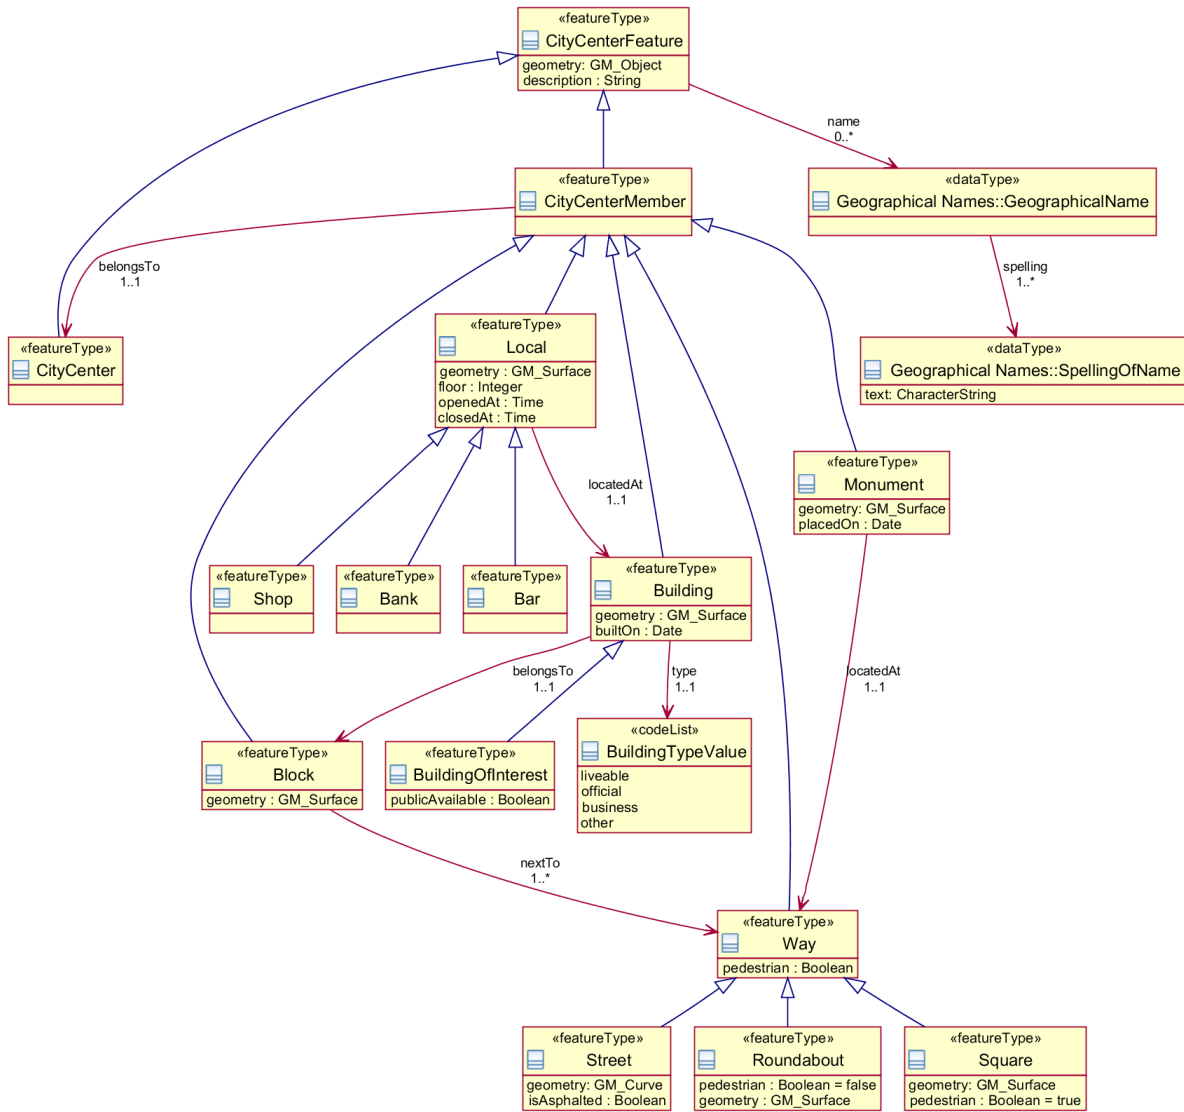 «featureType»
CityCenterFeature
geometry: GM_Object
description : String
name
0..*
«featureType»
CityCenterMember
«dataType»
Geographical Names::GeographicalName
belongsTo
1..1
spelling
1..*
«featureType»
CityCenter
«featureType»
Local
geometry : GM_Surface
floor : Integer
openedAt : Time
closedAt : Time
«dataType»
Geographical Names::SpellingOfName
text: CharacterString
locatedAt
1..1
«featureType»
Monument
geometry: GM_Surface
placedOn : Date
«featureType»
Shop
«featureType»
Bank
«featureType»
Bar
«featureType»
Building
geometry : GM_Surface
builtOn : Date
belongsTo
1..1
type
1..1
locatedAt
1..1
«featureType»
Block
geometry : GM_Surface
«featureType»
BuildingOfInterest
publicAvailable : Boolean
«codeList»
BuildingTypeValue
liveable
official
business
other
nextTo
1..*
«featureType»
Way
pedestrian : Boolean
«featureType»
Street
geometry: GM_Curve
isAsphalted : Boolean
«featureType»
Roundabout
pedestrian : Boolean = false
geometry : GM_Surface
«featureType»
Square
geometry: GM_Surface
pedestrian : Boolean = true